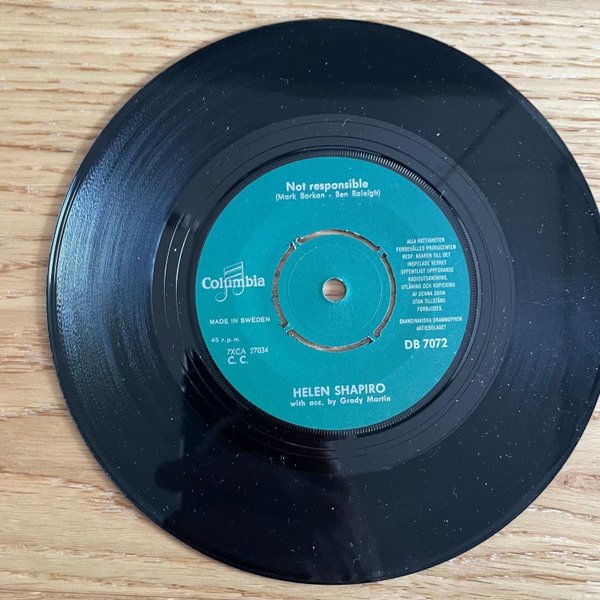 Not responsible
(Mark Barkan - Ben Raleigh)
Columbia
MADE IN SWEDEN
45 r.p.m.
7XCA 27034
C. C.
ALLA RÄTTIGHETER
FÖRBEHÅLLES PRODUCENTEN
RESP. ÄGAREN TILL DET
INSPELADE VERKET
OFFENTLIGT UPPFÖRANDE
RADIOUTSÄNDNING,
UTLÅNING OCH KOPIERING
AV DENNA SKIVA
UTAN TILLSTÅND
FÖRBJUDES.
SKANDINAVISKA GRAMMOPHON
AKTIEBOLAGET
DB 7072
HELEN SHAPIRO
with acc. by Grady Martin